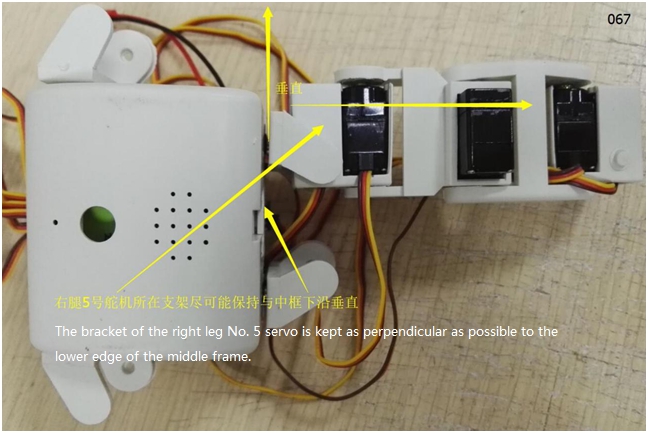 067
垂直
右腿5号舵机所在支架尽可能保持与中框下沿垂直
The bracket of the right leg No. 5 servo is kept as perpendicular as possible to the
lower edge of the middle frame.